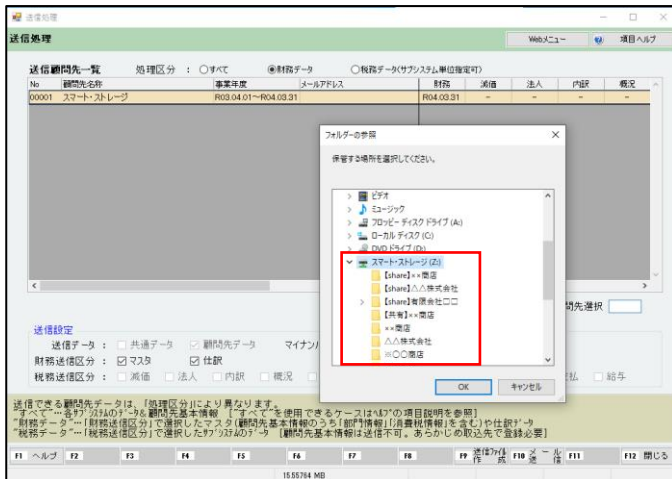 送信処理
送信処理
Webメニュー
項目ヘルプ
送信顧問先一覧 処理区分 : ○すべて ◉財務データ ○税務データ(サブシステム単位指定可)
No 顧問先名称 事業年度 メールアドレス 財務 減価 法人 内訳 概況
00001 スマート・ストレージ R03.04.01~R04.03.31 R04.03.31 - - - -
フォルダーの参照
保管する場所を選択してください。
ビデオ
ミュージック
フロッピー ディスク ドライブ (A:)
ローカル ディスク (C:)
DVD ドライブ (D:)
スマート・ストレージ (Z:)
【share】××商店
【share】△△株式会社
【share】有限会社□□
【共有】××商店
××商店
△△株式会社
※○○商店
OK キャンセル
問先選択
送信設定
送信データ : 共通データ 顧問先データ マイナン
財務送信区分 : マスタ 仕訳
税務送信区分 : 減価 法人 内訳 概況
払 給与
送信できる顧問先データは、「処理区分」により異なります。
"すべて"…各サブシステムのデータ&顧問先基本情報 ["すべて"を使用できるケースはヘルプの項目説明を参照]
"財務データ"…「財務送信区分」で選択したマスタ(顧問先基本情報のうち「部門情報」「消費税情報」を含む)や仕訳データ
"税務データ"…「税務送信区分」で選択したサブシステムのデータ [顧問先基本情報は送信不可。あらかじめ取込先で登録必要]
F1 ヘルプ F2 F3 F4 F5 F6 F7 F8 F9 送信ファイル作成 F10 メール送信 F11 F12 閉じる
15.55764 MB